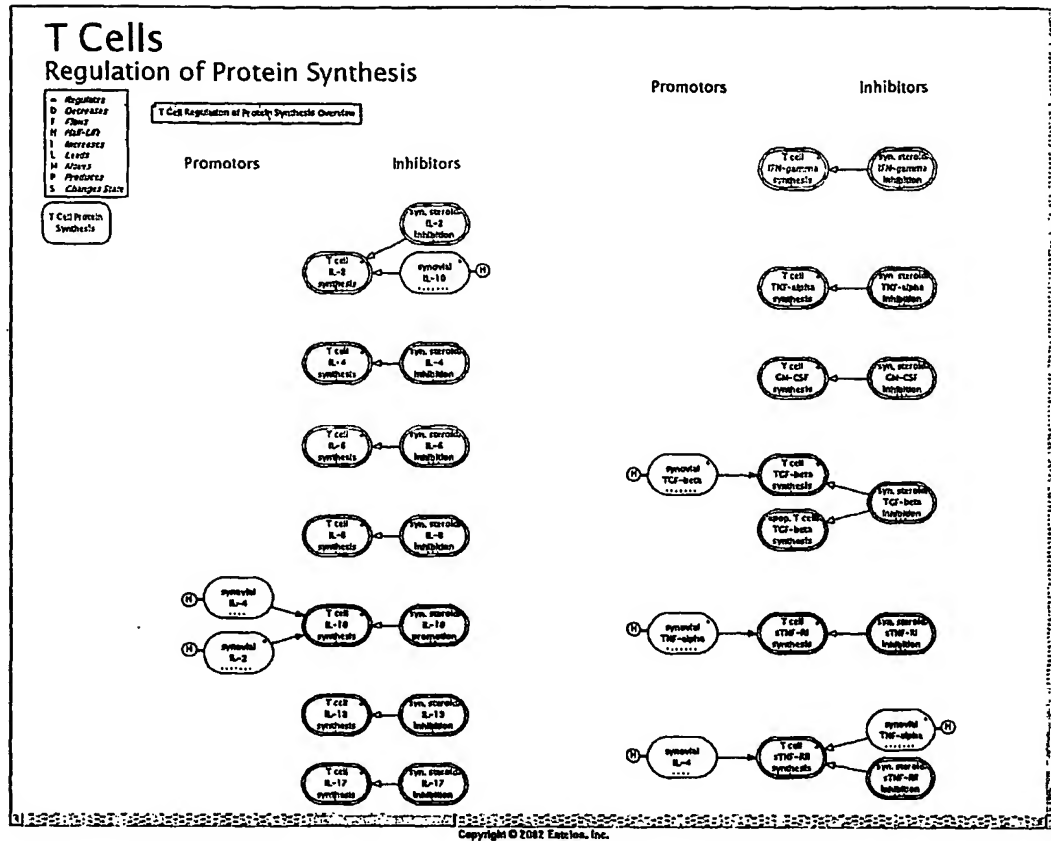 T Cells
Regulation of Protein Synthesis
Regulates
D Decreases
F Flows
H Half-Life
I Increases
L Leads
Moves
P Produces
S Changes State
T Cell Regulation of Protein Synthesis Overview
T Cell Protein
Synthesis
Promotors
Inhibitors
syn. steroid
IL-2
inhibition
T cell
synthesis
synovial
IL-10
H
T cell
IL-4
synthesis
syn. steroid
IL-4
inhibition
T cell
IL-6
synthesis
syn. steroid
IL-6
inhibition
T cell
synthesis
syn. steroid
IL-8
inhibition
H
synovial
IL-4
H
synovial
IL-2
T cell
IL-10
synthesis
syn. steroid
IL-10
promotion
T cell
synthesis
syn. steroid
IL-13
inhibition
T cell
IL-17
synthesis
syn. steroid
IL-17
inhibition
Promotors
Inhibitors
T cell
IFN-gamma
synthesis
syn. steroid
IFN-gamma
inhibition
T cell
TNF-alpha
synthesis
syn. steroid
TNF-alpha
inhibition
T cell
GM-CSF
synthesis
syn. steroid
GM-CSF
inhibition
H
synovial
TGF-beta
T cell
TGF-beta
synthesis
syn. steroid
TGF-beta
inhibition
apop. T cell
TGF-beta
synthesis
H
synovial
TNF-alpha
T cell
sTNF-RI
synthesis
syn. steroid
sTNF-RI
inhibition
H
synovial
IL-4
T cell
sTNF-RII
synthesis
synovial
TNF-alpha
H
syn. steroid
sTNF-RII
inhibition
Copyright © 2002 Entelos, Inc.